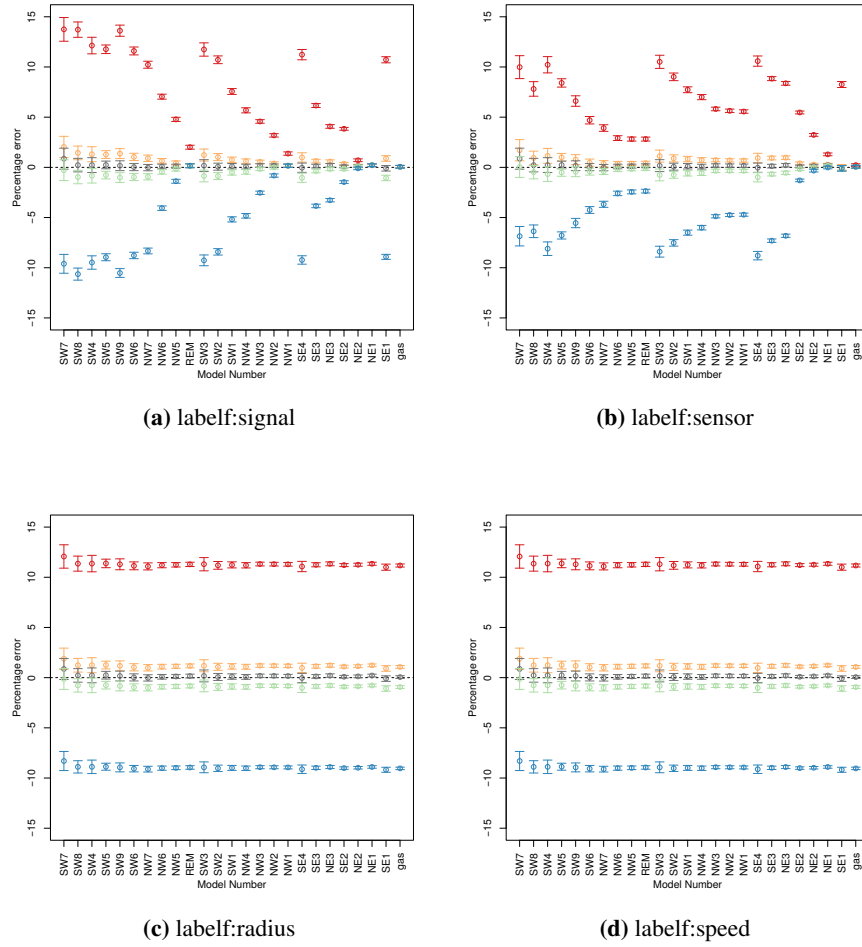 15
10
5
0
−5
−10
−15
Percentage error
SW7
SW8
SW4
SW5
SW9
SW6
NW7
NW6
NW5
REM
SW3
SW2
SW1
NW4
NW3
NW2
NW1
SE4
SE3
NE3
SE2
NE2
NE1
SE1
gas
Model Number
(a) labelf:signal
15
10
5
0
−5
−10
−15
Percentage error
SW7
SW8
SW4
SW5
SW9
SW6
NW7
NW6
NW5
REM
SW3
SW2
SW1
NW4
NW3
NW2
NW1
SE4
SE3
NE3
SE2
NE2
NE1
SE1
gas
Model Number
(b) labelf:sensor
15
10
5
0
−5
−10
−15
Percentage error
SW7
SW8
SW4
SW5
SW9
SW6
NW7
NW6
NW5
REM
SW3
SW2
SW1
NW4
NW3
NW2
NW1
SE4
SE3
NE3
SE2
NE2
NE1
SE1
gas
Model Number
(c) labelf:radius
15
10
5
0
−5
−10
−15
Percentage error
SW7
SW8
SW4
SW5
SW9
SW6
NW7
NW6
NW5
REM
SW3
SW2
SW1
NW4
NW3
NW2
NW1
SE4
SE3
NE3
SE2
NE2
NE1
SE1
gas
Model Number
(d) labelf:speed